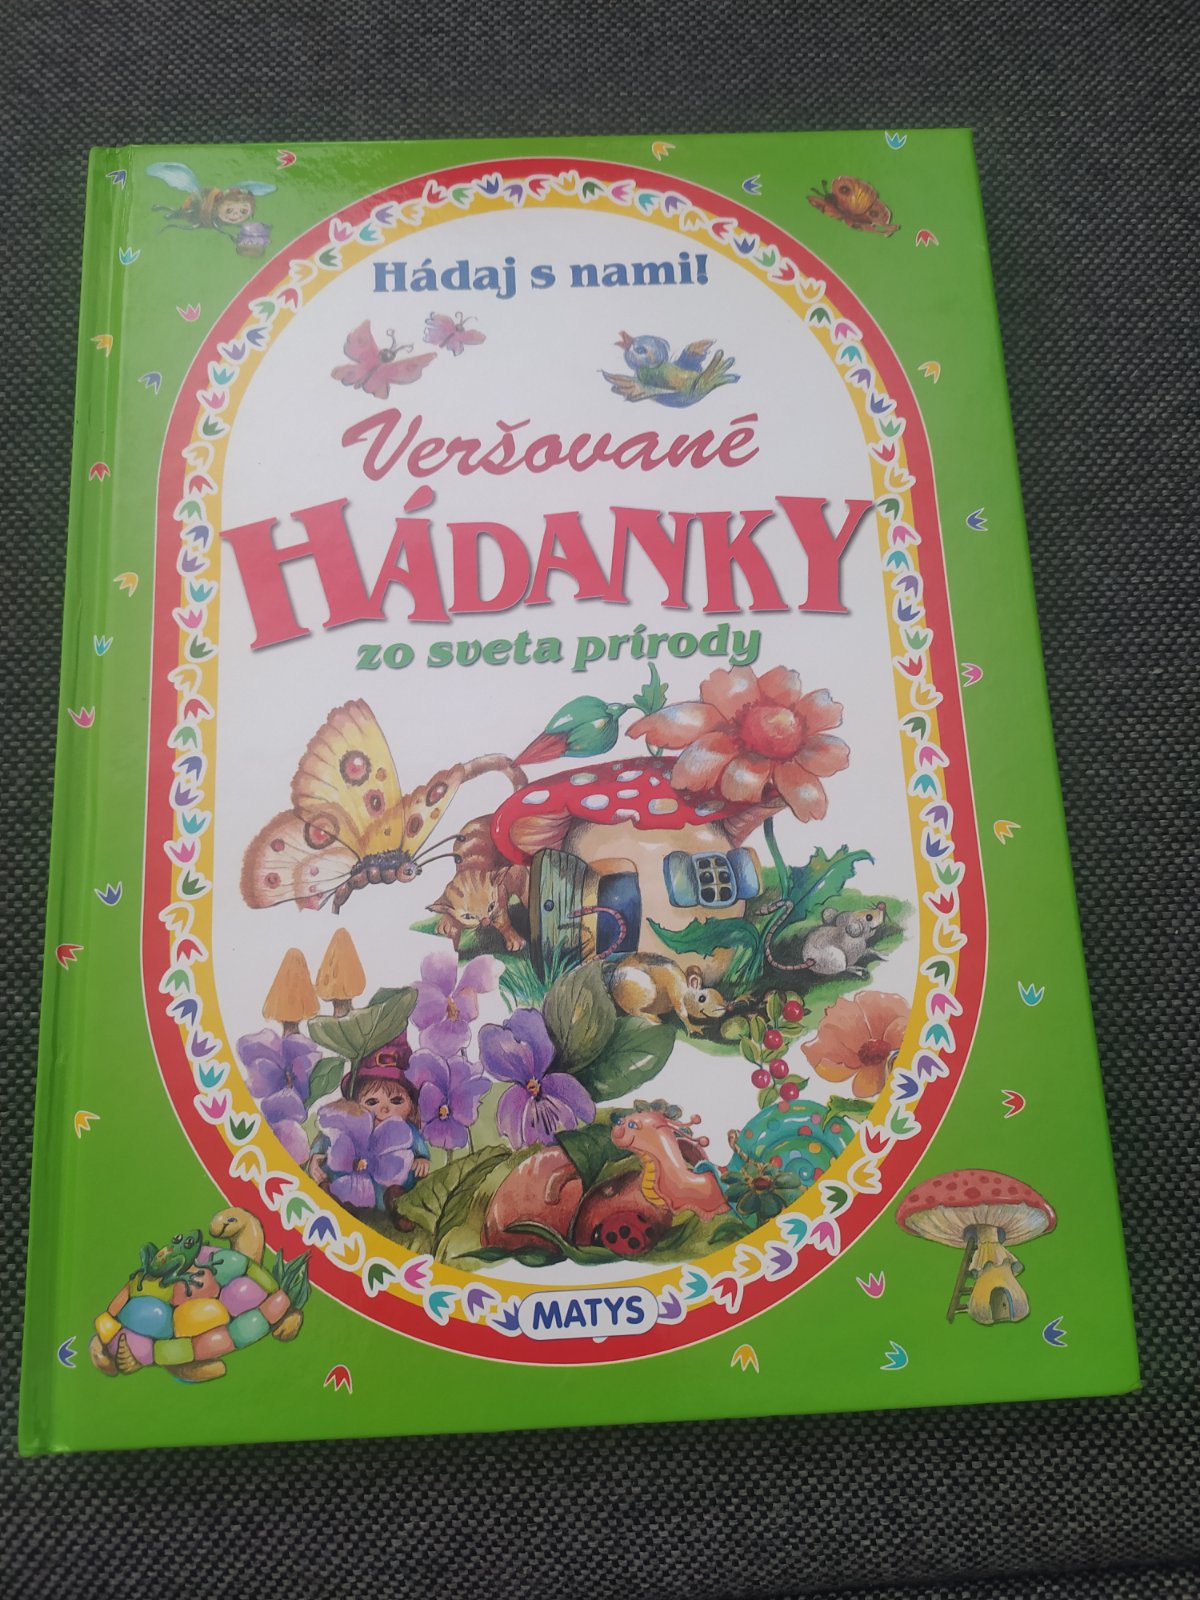 Hádaj s nami!
Veršované
HÁDANKY
zo sveta prírody
MATYS